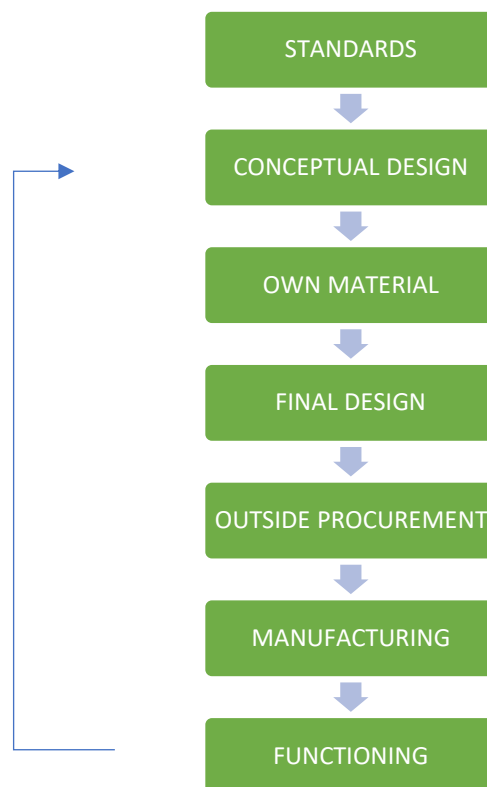 STANDARDS
CONCEPTUAL DESIGN
OWN MATERIAL
FINAL DESIGN
OUTSIDE PROCUREMENT
MANUFACTURING
FUNCTIONING